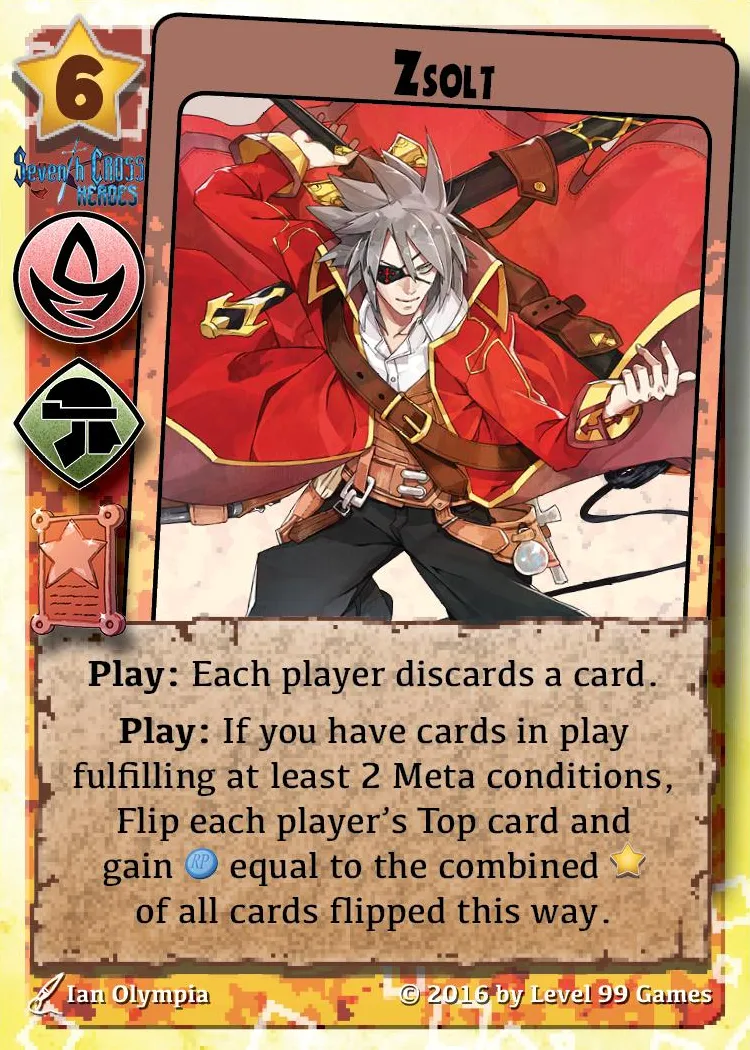 6
ZSOLT
Seventh CROSS
HEROES
Play: Each player discards a card.
Play: If you have cards in play
fulfilling at least 2 Meta conditions,
Flip each player's Top card and
gain RP equal to the combined
of all cards flipped this way.
Ian Olympia
© 2016 by Level 99 Games